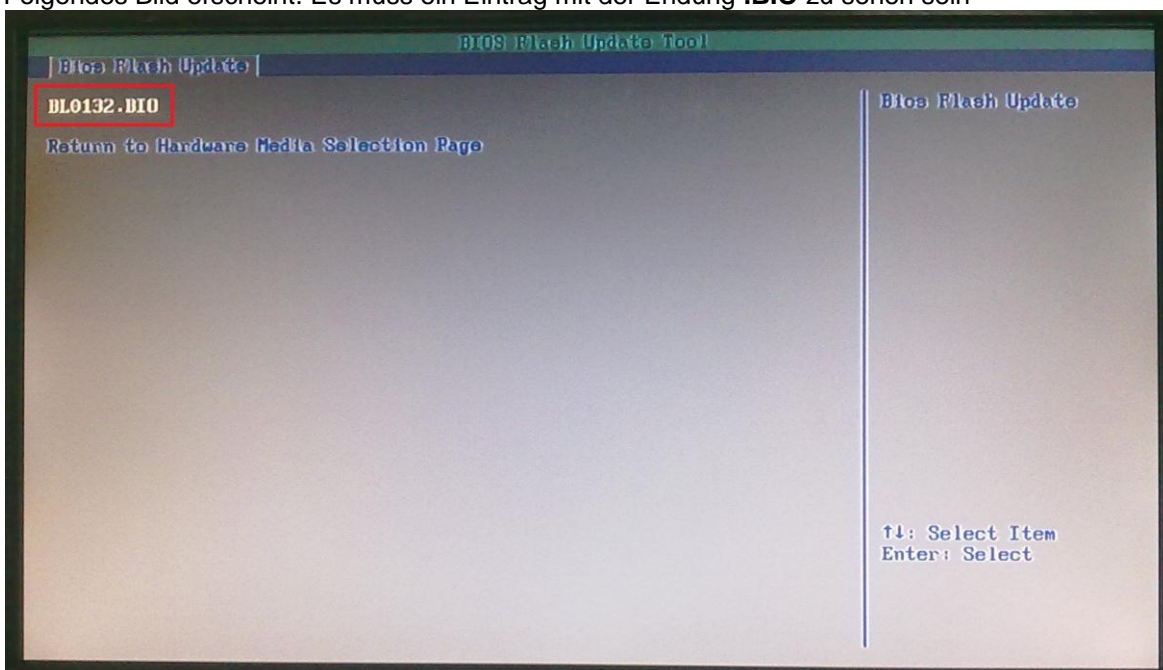 Folgendes Bild erscheint. Es muss ein Eintrag mit der Endung .BIO zu sehen sein
BIOS Flash Update Tool
Bios Flash Update
BL0132.BIO
Bios Flash Update
Return to Hardware Media Selection Page
↑↓: Select Item
Enter: Select